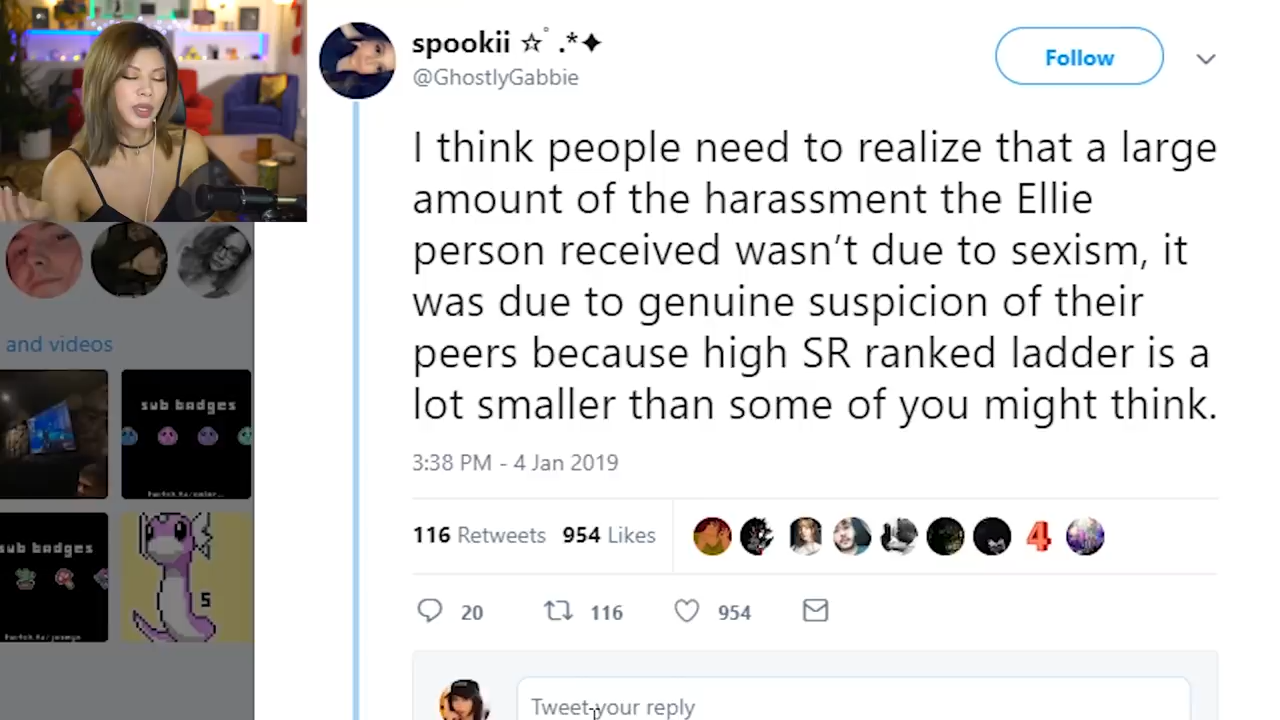 spookii ☆ﾟ.*✦
@GhostlyGabbie
Follow
I think people need to realize that a large
amount of the harassment the Ellie
person received wasn’t due to sexism, it
was due to genuine suspicion of their
peers because high SR ranked ladder is a
lot smaller than some of you might think.
3:38 PM - 4 Jan 2019
116 Retweets 954 Likes
4
20 116 954
Tweet your reply
and videos
sub badges
sub badges
5